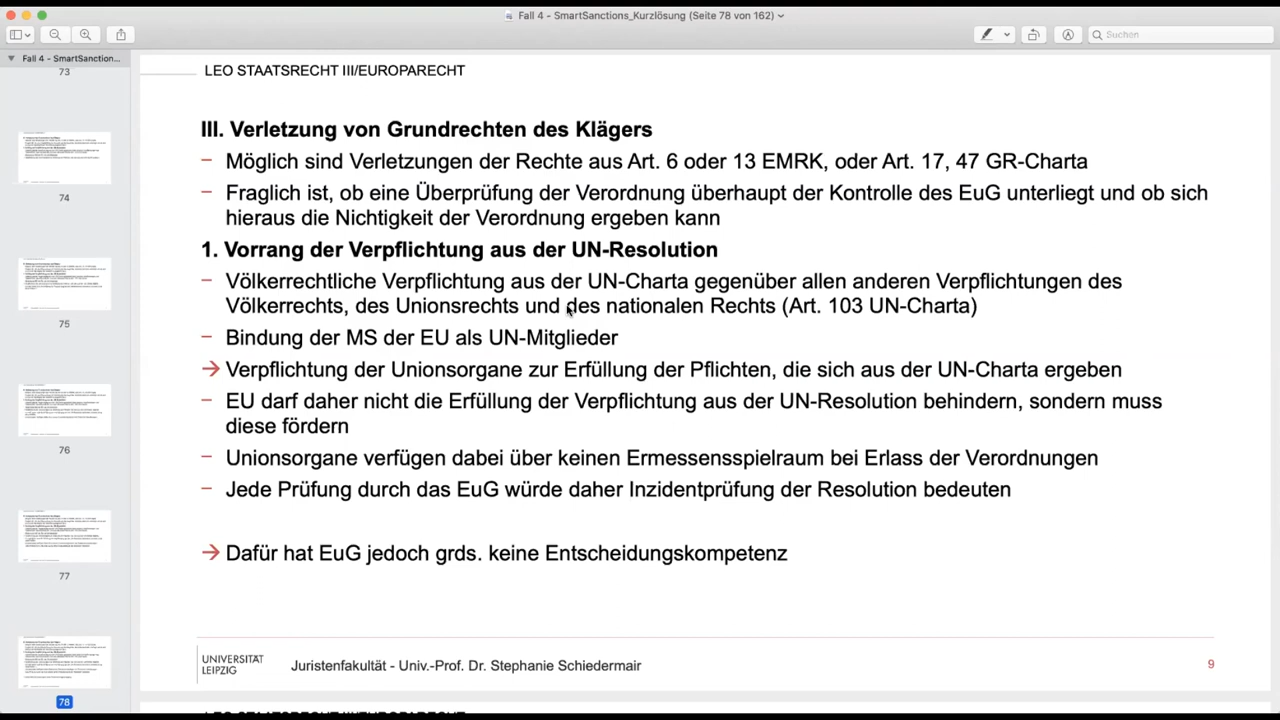 Fall 4 - SmartSanctions_Kurzlösung (Seite 78 von 162)
Suchen
Fall 4 - SmartSanction...
73
74
75
76
77
78
LEO STAATSRECHT III/EUROPARECHT
III. Verletzung von Grundrechten des Klägers
– Möglich sind Verletzungen der Rechte aus Art. 6 oder 13 EMRK, oder Art. 17, 47 GR-Charta
– Fraglich ist, ob eine Überprüfung der Verordnung überhaupt der Kontrolle des EuG unterliegt und ob sich
hieraus die Nichtigkeit der Verordnung ergeben kann
1. Vorrang der Verpflichtung aus der UN-Resolution
– Völkerrechtliche Verpflichtung aus der UN-Charta gegenüber allen anderen Verpflichtungen des
Völkerrechts, des Unionsrechts und des nationalen Rechts (Art. 103 UN-Charta)
– Bindung der MS der EU als UN-Mitglieder
→ Verpflichtung der Unionsorgane zur Erfüllung der Pflichten, die sich aus der UN-Charta ergeben
– EU darf daher nicht die Erfüllung der Verpflichtung aus der UN-Resolution behindern, sondern muss
diese fördern
– Unionsorgane verfügen dabei über keinen Ermessensspielraum bei Erlass der Verordnungen
– Jede Prüfung durch das EuG würde daher Inzidentprüfung der Resolution bedeuten
→ Dafür hat EuG jedoch grds. keine Entscheidungskompetenz
UNIVERSITÄT
LEIPZIG
Juristenfakultät - Univ.-Prof. Dr. Stephanie Schiedermair
9
LEO STAATSRECHT III/EUROPARECHT